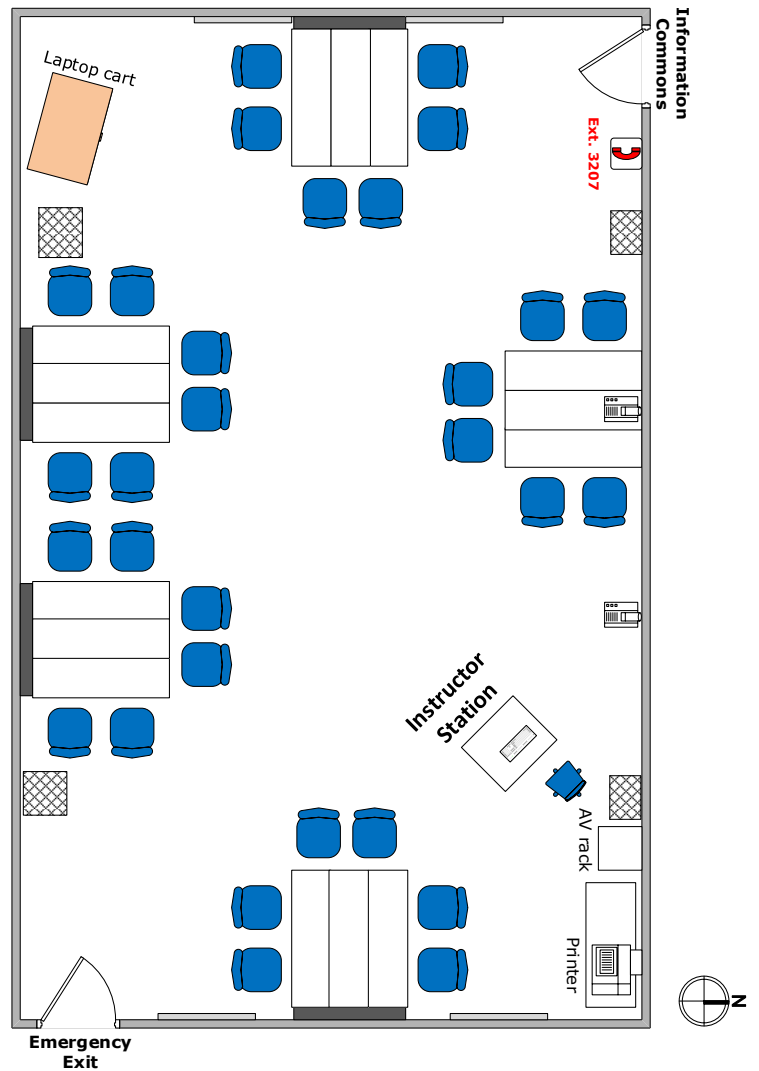 Information
Commons
Laptop cart
Ext. 3207
Instructor
Station
AV rack
Printer
N
Emergency
Exit